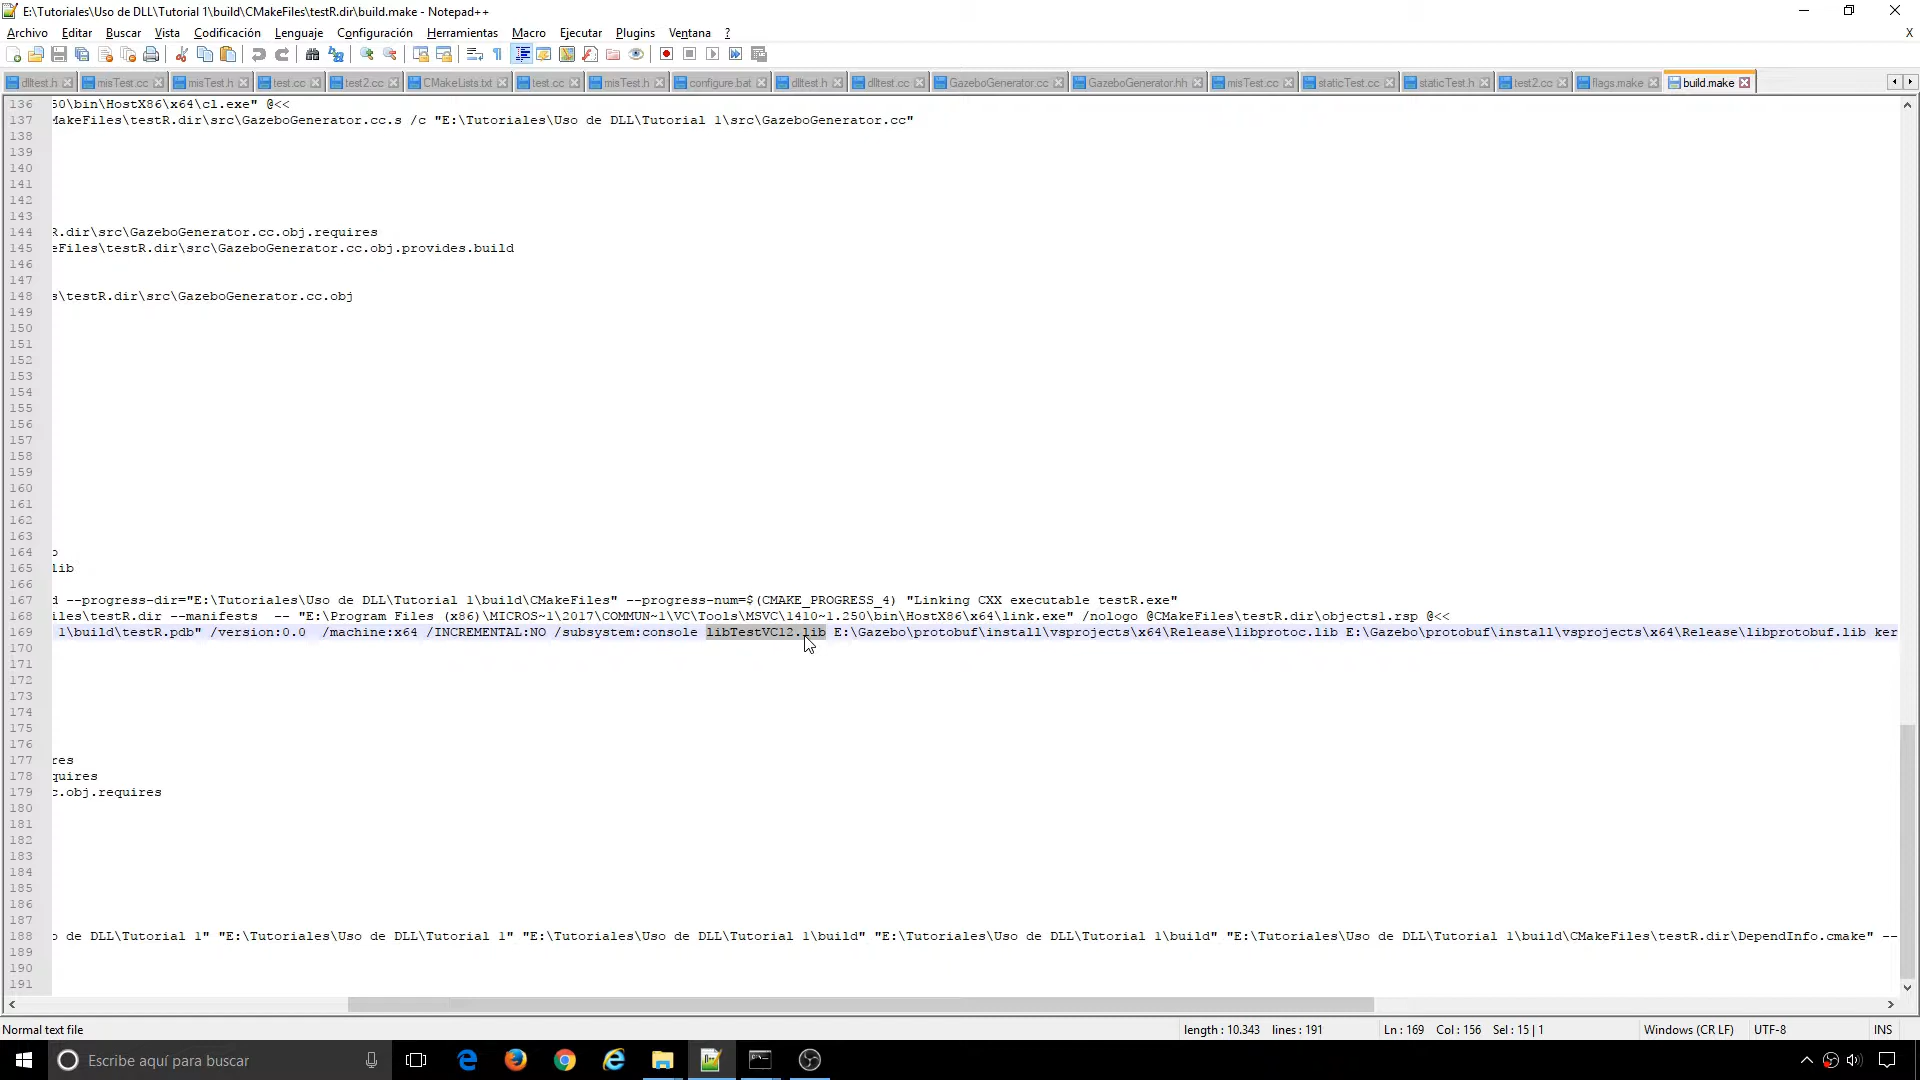 E:\Tutoriales\Uso de DLL\Tutorial 1\build\CMakeFiles\testR.dir\build.make - Notepad++
Archivo Editar Buscar Vista Codificación Lenguaje Configuración Herramientas Macro Ejecutar Plugins Ventana ? X
dlltest.h misTest.cc misTest.h test.cc test2.cc CMakeLists.txt test.cc misTest.h configure.bat dlltest.h dlltest.cc GazeboGenerator.cc GazeboGenerator.hh misTest.cc staticTest.cc staticTest.h test2.cc flags.make build.make
136 50\bin\HostX86\x64\cl.exe" @<<
137 MakeFiles\testR.dir\src\GazeboGenerator.cc.s /c "E:\Tutoriales\Uso de DLL\Tutorial 1\src\GazeboGenerator.cc"
138
139
140
141
142
143
144 R.dir\src\GazeboGenerator.cc.obj.requires
145 eFiles\testR.dir\src\GazeboGenerator.cc.obj.provides.build
146
147
148 s\testR.dir\src\GazeboGenerator.cc.obj
149
150
151
152
153
154
155
156
157
158
159
160
161
162
163
164
165 lib
166
167 d --progress-dir="E:\Tutoriales\Uso de DLL\Tutorial 1\build\CMakeFiles" --progress-num=$(CMAKE_PROGRESS_4) "Linking CXX executable testR.exe"
168 iles\testR.dir --manifests -- "E:\Program Files (x86)\MICROS~1\2017\COMMUN~1\VC\Tools\MSVC\1410~1.250\bin\HostX86\x64\link.exe" /nologo @CMakeFiles\testR.dir\objects1.rsp @<<
169 1\build\testR.pdb" /version:0.0 /machine:x64 /INCREMENTAL:NO /subsystem:console libTestVC12.lib E:\Gazebo\protobuf\install\vsprojects\x64\Release\libprotoc.lib E:\Gazebo\protobuf\install\vsprojects\x64\Release\libprotobuf.lib ker
170
171
172
173
174
175
176
177 res
178 quires
179 c.obj.requires
180
181
182
183
184
185
186
187
188 o de DLL\Tutorial 1" "E:\Tutoriales\Uso de DLL\Tutorial 1" "E:\Tutoriales\Uso de DLL\Tutorial 1\build" "E:\Tutoriales\Uso de DLL\Tutorial 1\build" "E:\Tutoriales\Uso de DLL\Tutorial 1\build\CMakeFiles\testR.dir\DependInfo.cmake" --
189
190
191
Normal text file length : 10.343 lines : 191 Ln : 169 Col : 156 Sel : 15 | 1 Windows (CR LF) UTF-8 INS
Escribe aquí para buscar